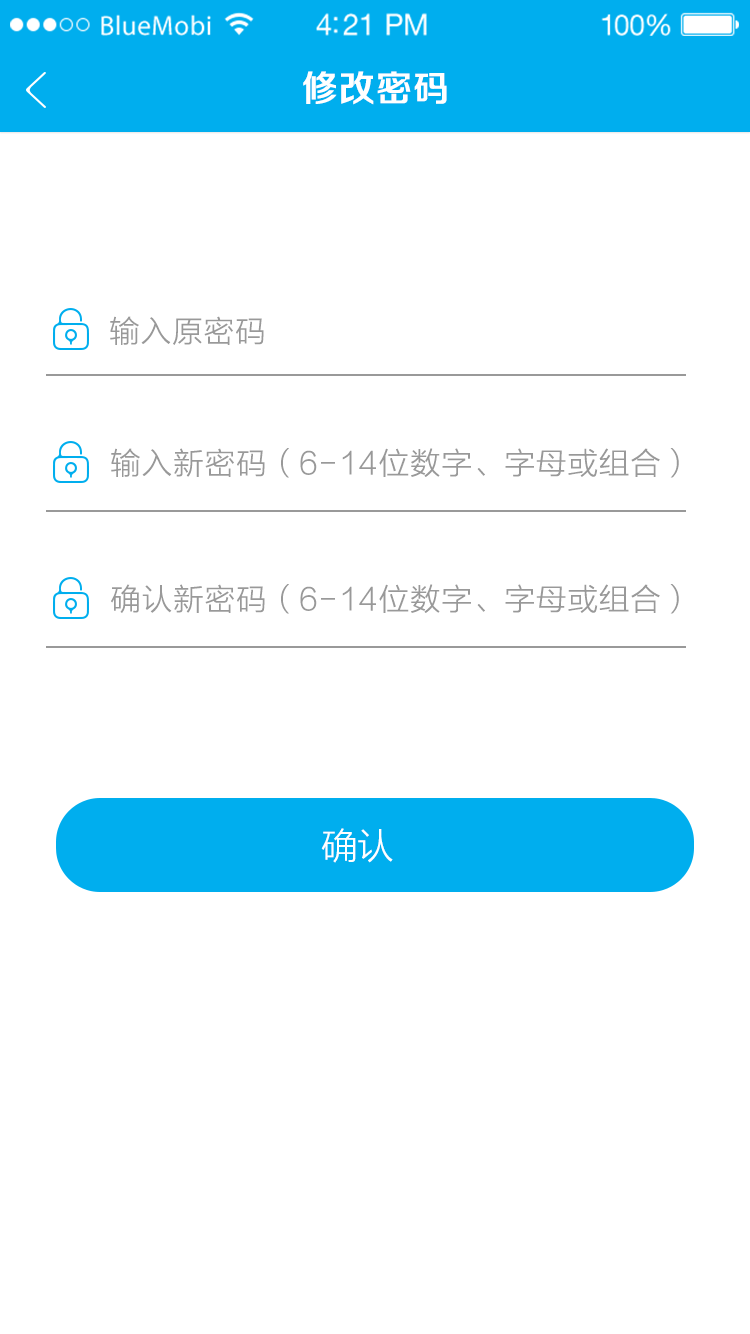 BlueMobi 4:21 PM 100%
修改密码
输入原密码
输入新密码（6-14位数字、字母或组合）
确认新密码（6-14位数字、字母或组合）
确认